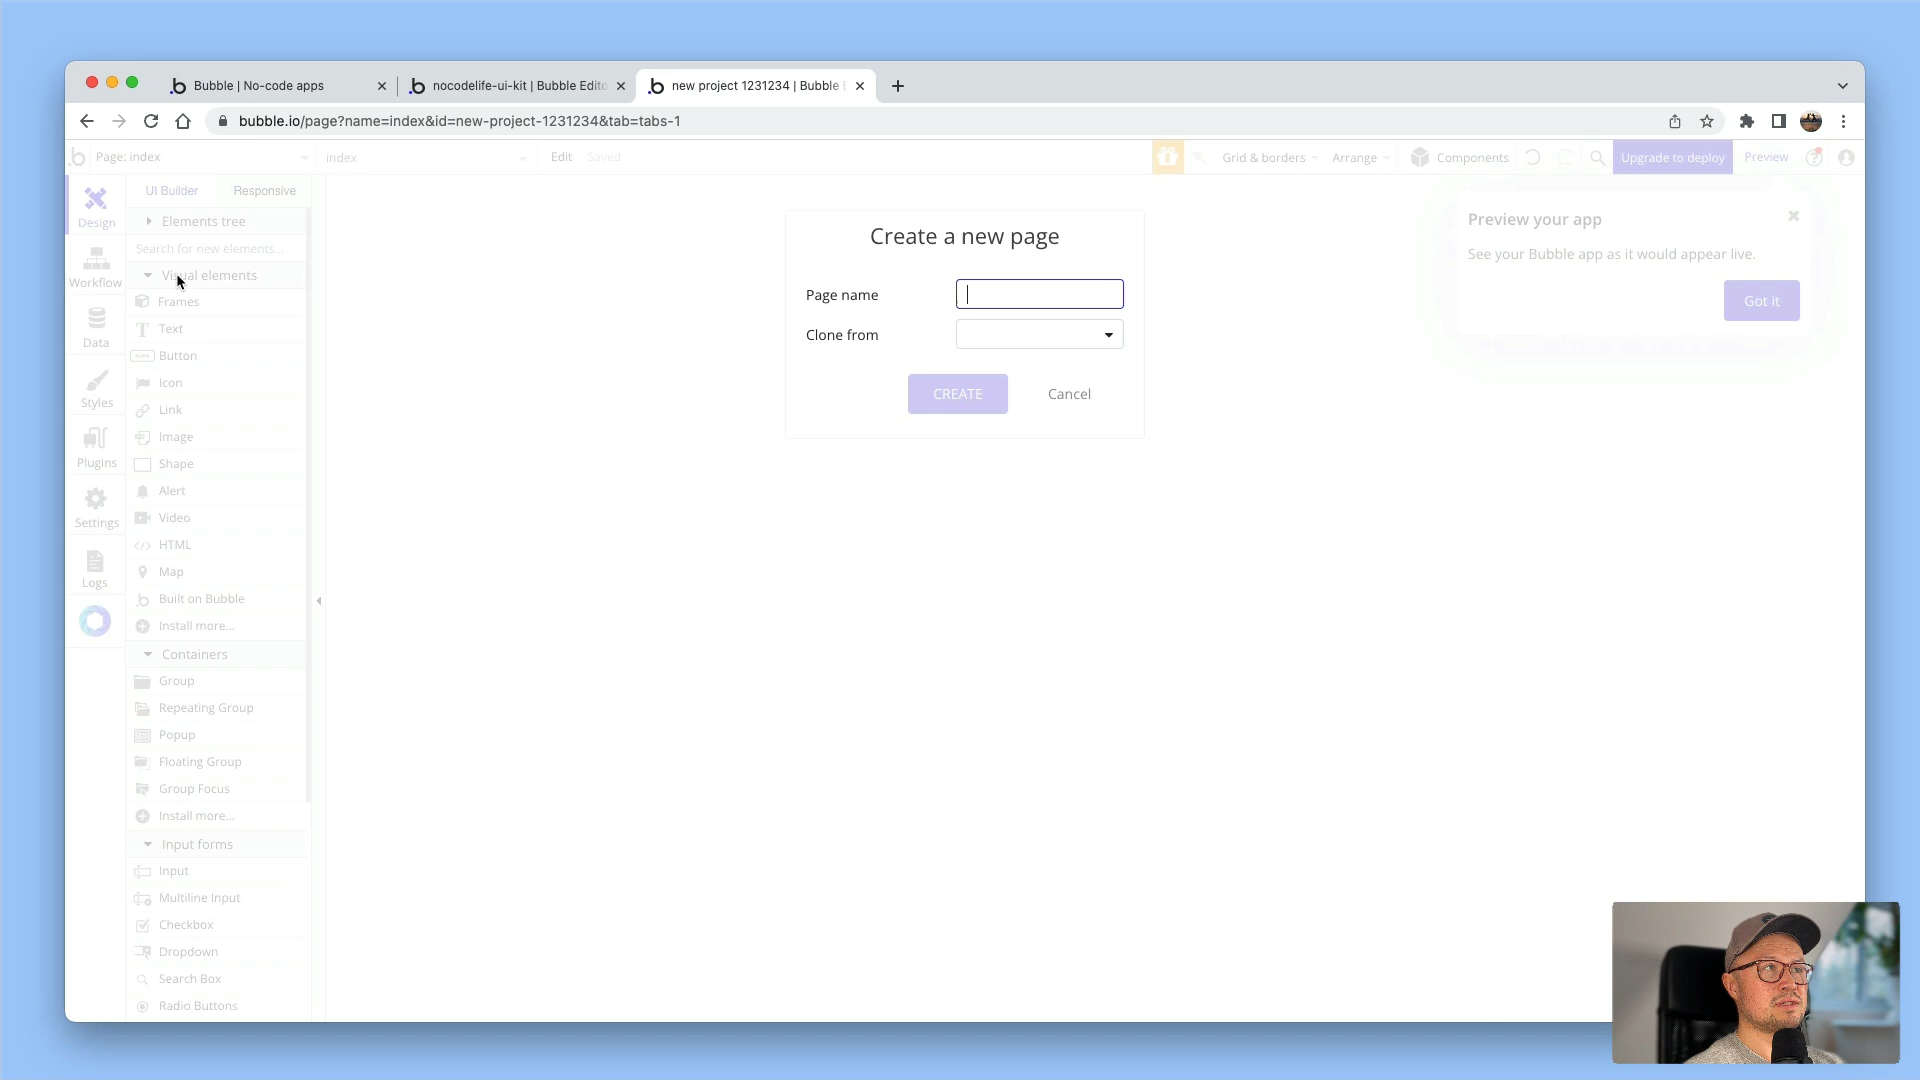 Bubble | No-code apps
nocodelife-ui-kit | Bubble Edito
new project 1231234 | Bubble E
bubble.io/page?name=index&id=new-project-1231234&tab=tabs-1
Page: index
index
Edit
Saved
Grid & borders
Arrange
Components
Upgrade to deploy
Preview
Design
Workflow
Data
Styles
Plugins
Settings
Logs
UI Builder
Responsive
Elements tree
Search for new elements...
Visual elements
Frames
Text
Button
Icon
Link
Image
Shape
Alert
Video
HTML
Map
Built on Bubble
Install more...
Containers
Group
Repeating Group
Popup
Floating Group
Group Focus
Install more...
Input forms
Input
Multiline Input
Checkbox
Dropdown
Search Box
Radio Buttons
Create a new page
Page name
Clone from
CREATE
Cancel
Preview your app
See your Bubble app as it would appear live.
Got it